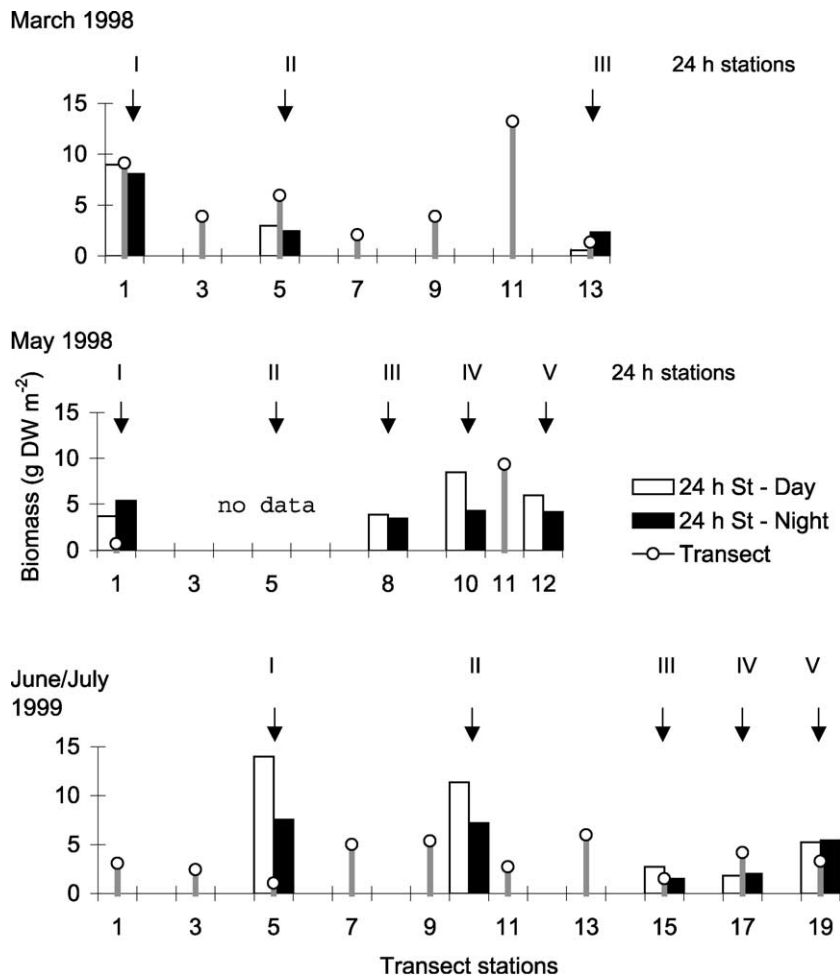 March 1998
I II III 24 h stations
15
10
5
0
1 3 5 7 9 11 13
May 1998
I II III IV V 24 h stations
Biomass (g DW m⁻²)
15
10
5
0
no data
24 h St - Day
24 h St - Night
Transect
1 3 5 8 10 11 12
June/July
1999
I II III IV V
15
10
5
0
1 3 5 7 9 11 13 15 17 19
Transect stations